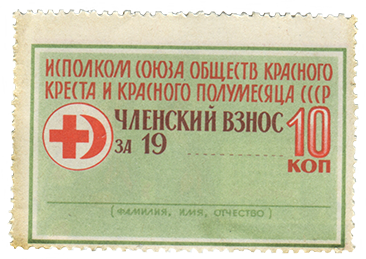 ИСПОЛКОМ СОЮЗА ОБЩЕСТВ КРАСНОГО
КРЕСТА И КРАСНОГО ПОЛУМЕСЯЦА СССР
ЧЛЕНСКИЙ ВЗНОС
ЗА 19
10
КОП
(ФАМИЛИЯ, ИМЯ, ОТЧЕСТВО)